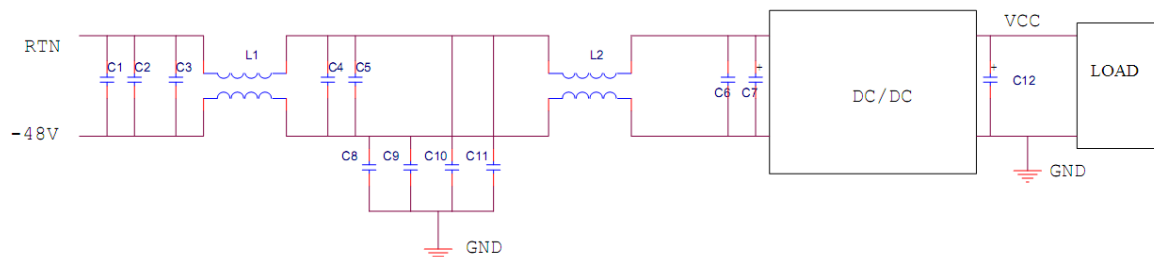 VCC
RTN
L1
L2
C1 C2 C3 C4 C5 C6 C7 + DC/DC + C12 LOAD
-48V
C8 C9 C10 C11
GND
GND